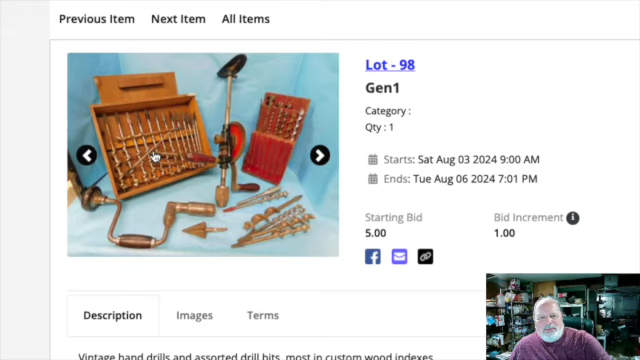 Previous Item Next Item All Items
Lot - 98
Gen1
Category :
Qty : 1
Starts: Sat Aug 03 2024 9:00 AM
Ends: Tue Aug 06 2024 7:01 PM
Starting Bid Bid Increment
5.00 1.00
Description Images Terms
Vintage hand drills and assorted drill bits, most in custom wood indexes